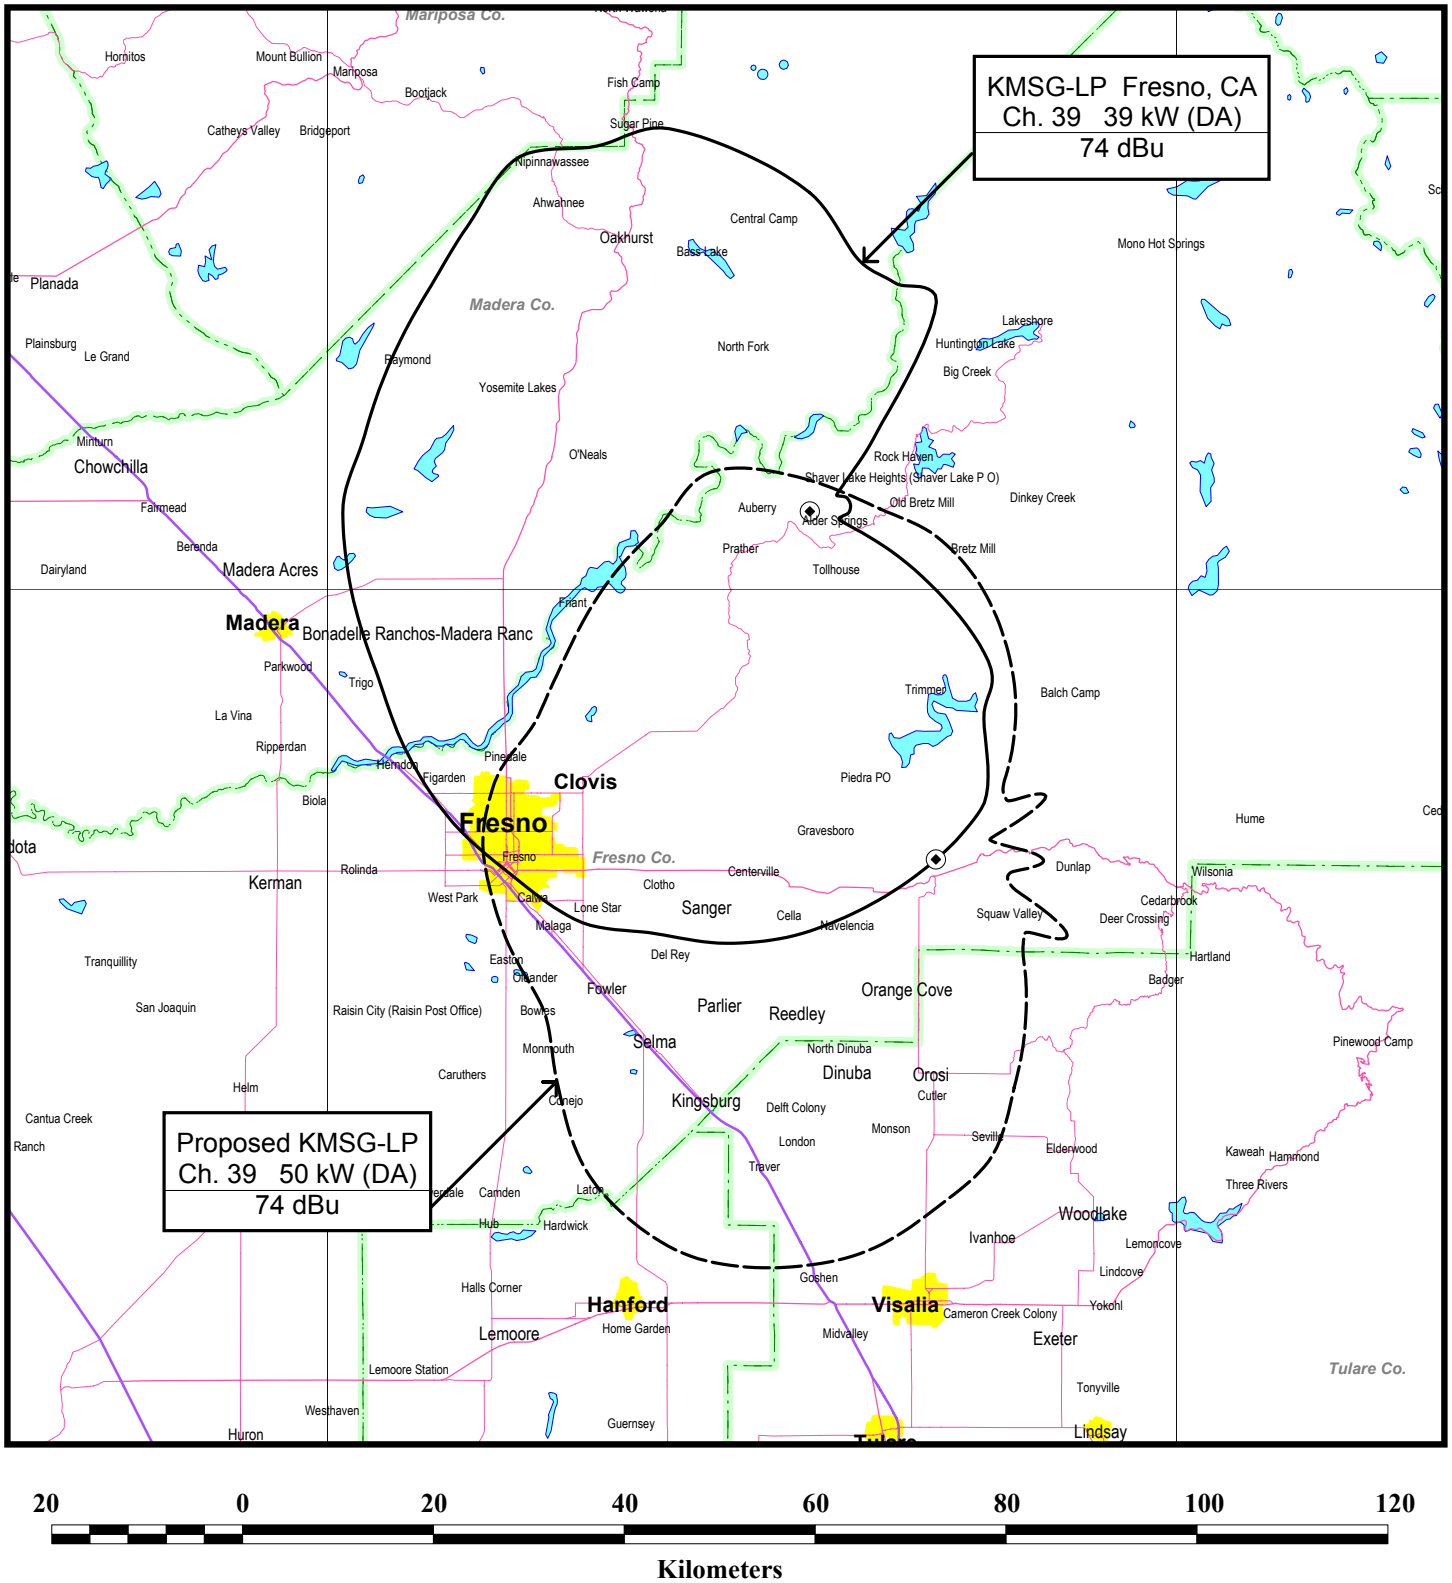 Mariposa Co.
Hornitos
Mount Bullion
Mariposa
Bootjack
Fish Camp
Catheys Valley
Bridgeport
Sugar Pine
Nipinnawassee
Ahwahnee
Oakhurst
Central Camp
Bass Lake
KMSG-LP Fresno, CA
Ch. 39 39 kW (DA)
74 dBu
Mono Hot Springs
Planada
Madera Co.
Plainsburg
Le Grand
Raymond
Yosemite Lakes
North Fork
Lakeshore
Huntington Lake
Big Creek
Minturn
Chowchilla
O'Neals
Rock Haven
Shaver Lake Heights (Shaver Lake P O)
Fairmead
Auberry
Alder Springs
Old Bretz Mill
Dinkey Creek
Berenda
Prather
Bretz Mill
Dairyland
Madera Acres
Tollhouse
Friant
Madera
Bonadelle Ranchos-Madera Ranc
Parkwood
Trigo
Trimmer
Balch Camp
La Vina
Ripperdan
Herndon
Pinedale
Figarden
Clovis
Piedra PO
Biola
Fresno
Gravesboro
Hume
Fresno
Fresno Co.
dota
Rolinda
Kerman
Centerville
Dunlap
Wilsonia
Clotho
West Park
Calwa
Lone Star
Sanger
Cella
Squaw Valley
Cedarbrook
Deer Crossing
Malaga
Navelencia
Easton
Del Rey
Hartland
Tranquillity
Oleander
Fowler
Orange Cove
Badger
San Joaquin
Raisin City (Raisin Post Office)
Bowles
Parlier
Reedley
Monmouth
Selma
North Dinuba
Pinewood Camp
Caruthers
Dinuba
Orosi
Helm
Conejo
Kingsburg
Delft Colony
Cutler
Cantua Creek
Ranch
London
Monson
Seville
Elderwood
Kaweah
Hammond
Proposed KMSG-LP
Ch. 39 50 kW (DA)
74 dBu
Traver
Three Rivers
erdale
Camden
Laton
Hub
Hardwick
Woodlake
Ivanhoe
Lemoncove
Goshen
Lindcove
Halls Corner
Hanford
Visalia
Yokohl
Cameron Creek Colony
Home Garden
Lemoore
Midvalley
Exeter
Lemoore Station
Tulare Co.
Tonyville
Westhaven
Guernsey
Huron
Tulare
Lindsay
20 0 20 40 60 80 100 120
Kilometers